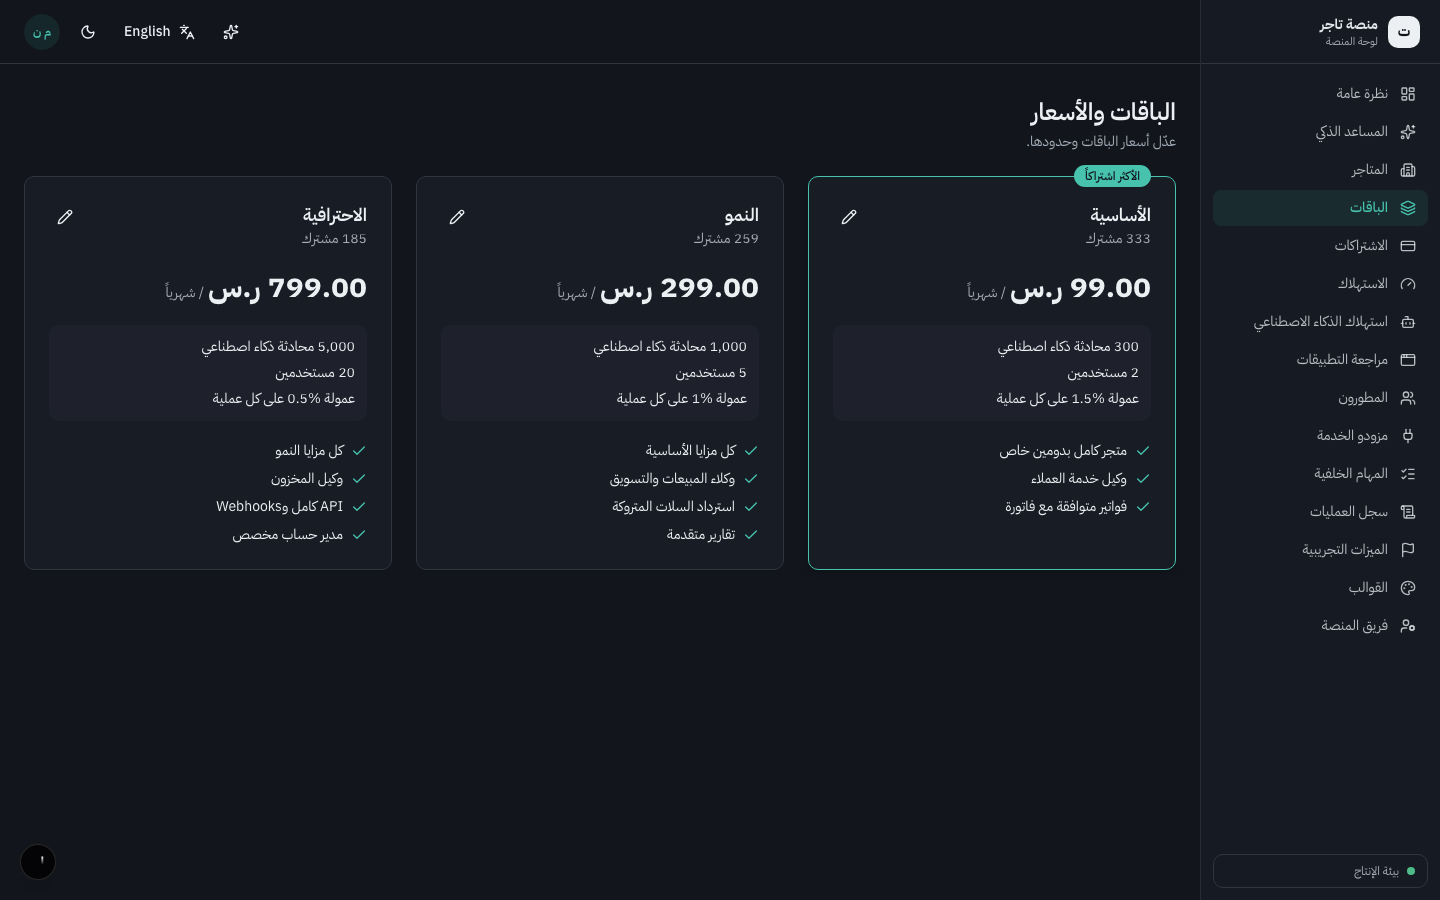 ت
منصة تاجر
لوحة المنصة
English
م ن
نظرة عامة
المساعد الذكي
المتاجر
الباقات
الاشتراكات
الاستهلاك
استهلاك الذكاء الاصطناعي
مراجعة التطبيقات
المطورون
مزودو الخدمة
المهام الخلفية
سجل العمليات
الميزات التجريبية
القوالب
فريق المنصة
بيئة الإنتاج
الباقات والأسعار
عدّل أسعار الباقات وحدودها.
الأكثر اشتراكاً
الأساسية
333 مشترك
99.00 ر.س / شهرياً
300 محادثة ذكاء اصطناعي
2 مستخدمين
عمولة 1.5% على كل عملية
متجر كامل بدومين خاص
وكيل خدمة العملاء
فواتير متوافقة مع فاتورة
النمو
259 مشترك
299.00 ر.س / شهرياً
1,000 محادثة ذكاء اصطناعي
5 مستخدمين
عمولة 1% على كل عملية
كل مزايا الأساسية
وكلاء المبيعات والتسويق
استرداد السلات المتروكة
تقارير متقدمة
الاحترافية
185 مشترك
799.00 ر.س / شهرياً
5,000 محادثة ذكاء اصطناعي
20 مستخدمين
عمولة 0.5% على كل عملية
كل مزايا النمو
وكيل المخزون
API كامل وWebhooks
مدير حساب مخصص